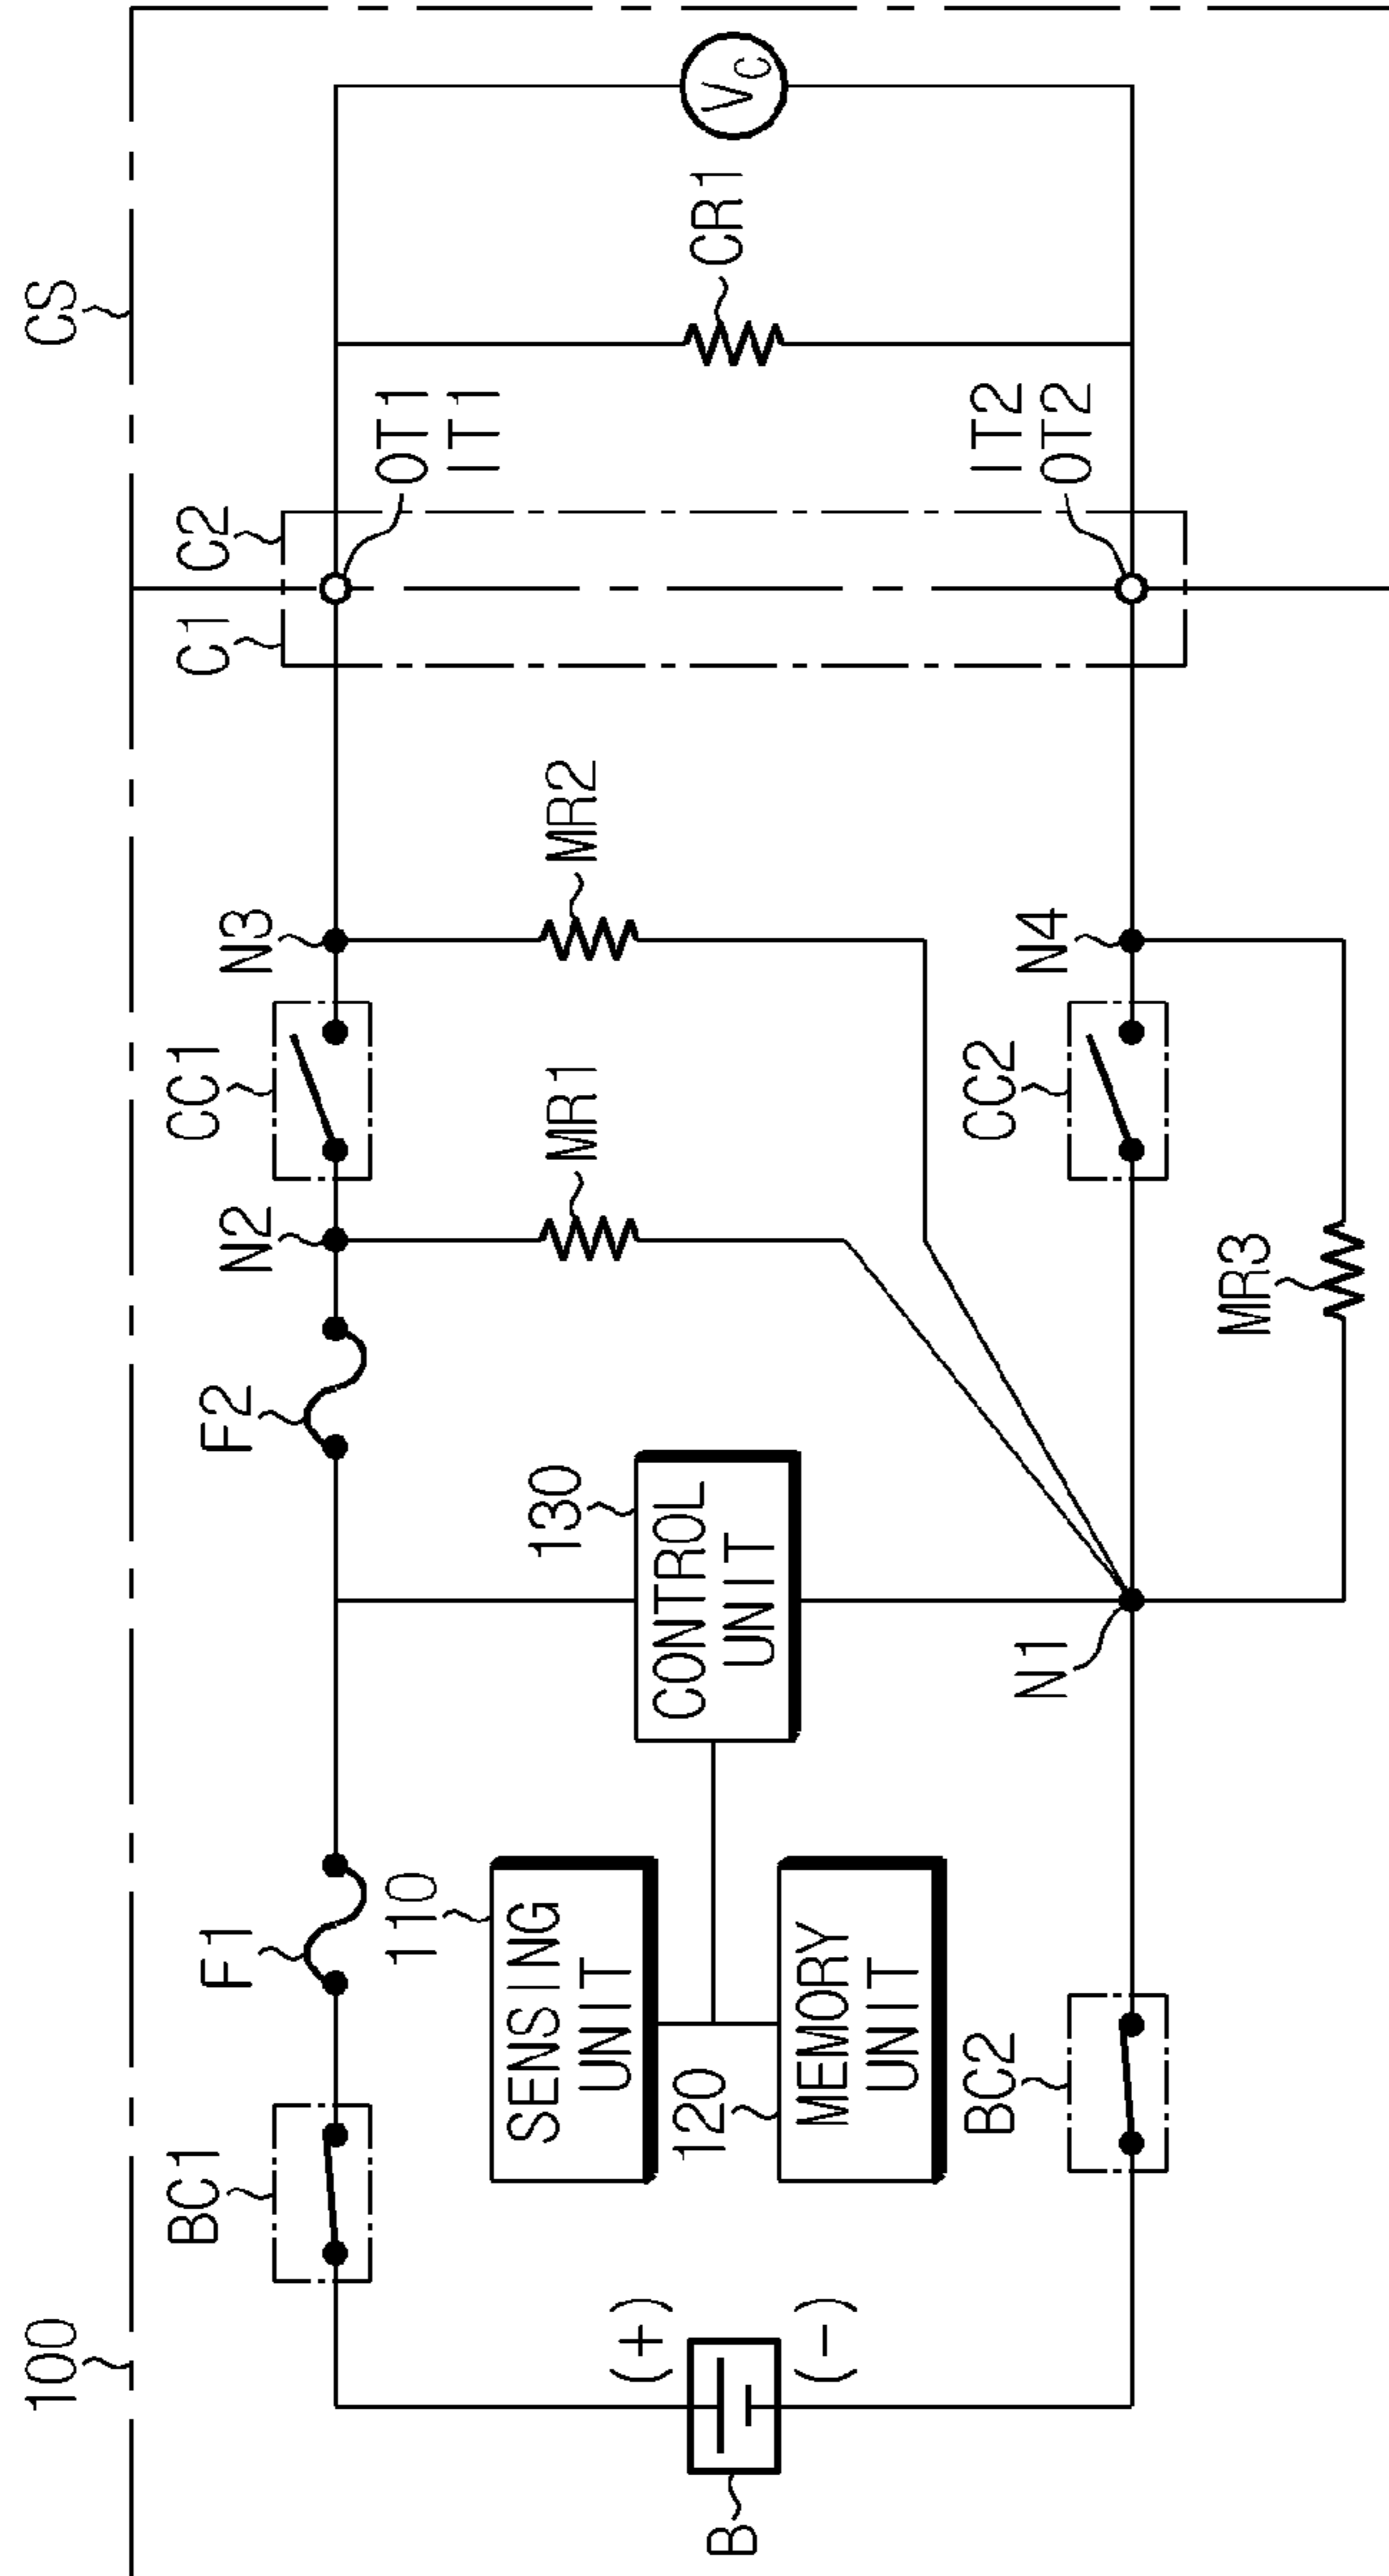 100
CS
BC1
F1
F2
N2
CC1
N3
C1
C2
OT1
IT1
110
SENSING
UNIT
130
CONTROL
UNIT
MR1
MR2
CR1
VC
(+)
(-)
B
120
MEMORY
UNIT
BC2
N1
CC2
N4
IT2
OT2
MR3